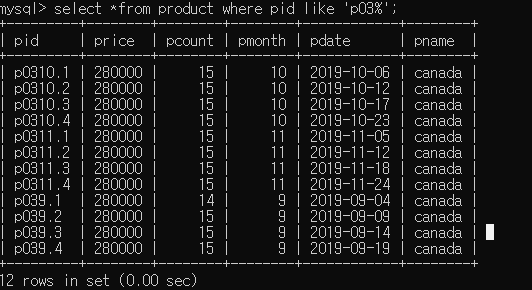 mysql> select *from product where pid like 'p03%';
+--------+--------+--------+--------+------------+--------+
| pid | price | pcount | pmonth | pdate | pname |
+--------+--------+--------+--------+------------+--------+
| p0310.1 | 280000 | 15 | 10 | 2019-10-06 | canada |
| p0310.2 | 280000 | 15 | 10 | 2019-10-12 | canada |
| p0310.3 | 280000 | 15 | 10 | 2019-10-17 | canada |
| p0310.4 | 280000 | 15 | 10 | 2019-10-23 | canada |
| p0311.1 | 280000 | 15 | 11 | 2019-11-05 | canada |
| p0311.2 | 280000 | 15 | 11 | 2019-11-12 | canada |
| p0311.3 | 280000 | 15 | 11 | 2019-11-18 | canada |
| p0311.4 | 280000 | 15 | 11 | 2019-11-24 | canada |
| p039.1 | 280000 | 14 | 9 | 2019-09-04 | canada |
| p039.2 | 280000 | 15 | 9 | 2019-09-09 | canada |
| p039.3 | 280000 | 15 | 9 | 2019-09-14 | canada |
| p039.4 | 280000 | 15 | 9 | 2019-09-19 | canada |
+--------+--------+--------+--------+------------+--------+
12 rows in set (0.00 sec)